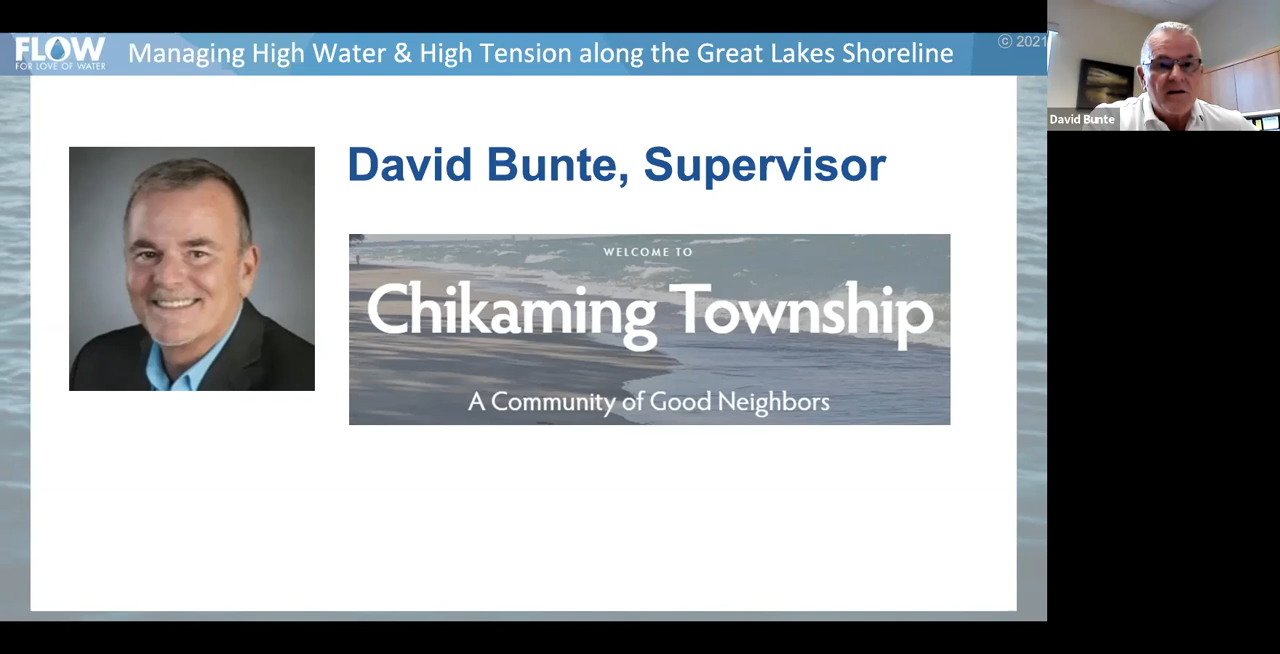 FLOW
FOR LOVE OF WATER
Managing High Water & High Tension along the Great Lakes Shoreline
© 2021
David Bunte
David Bunte, Supervisor
WELCOME TO
Chikaming Township
A Community of Good Neighbors